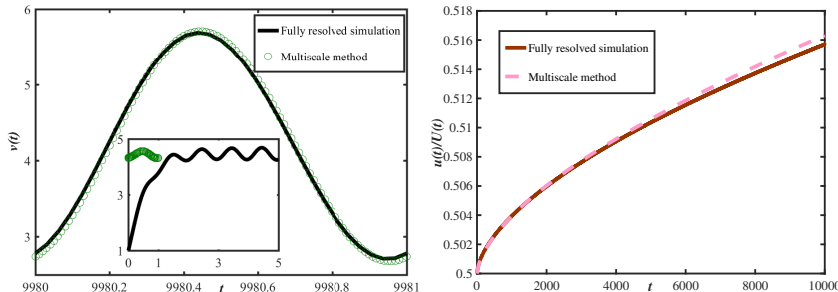 6
5
4
3
v(t)
Fully resolved simulation
Multiscale method
5
3
1
0 1 3 5
9980 9980.2 9980.4 t 9980.6 9980.8 9981
0.518
0.516
0.514
0.512
0.51
0.508
0.506
0.504
0.502
0.5
u(t)/U(t)
Fully resolved simulation
Multiscale method
0 2000 4000 t 6000 8000 10000